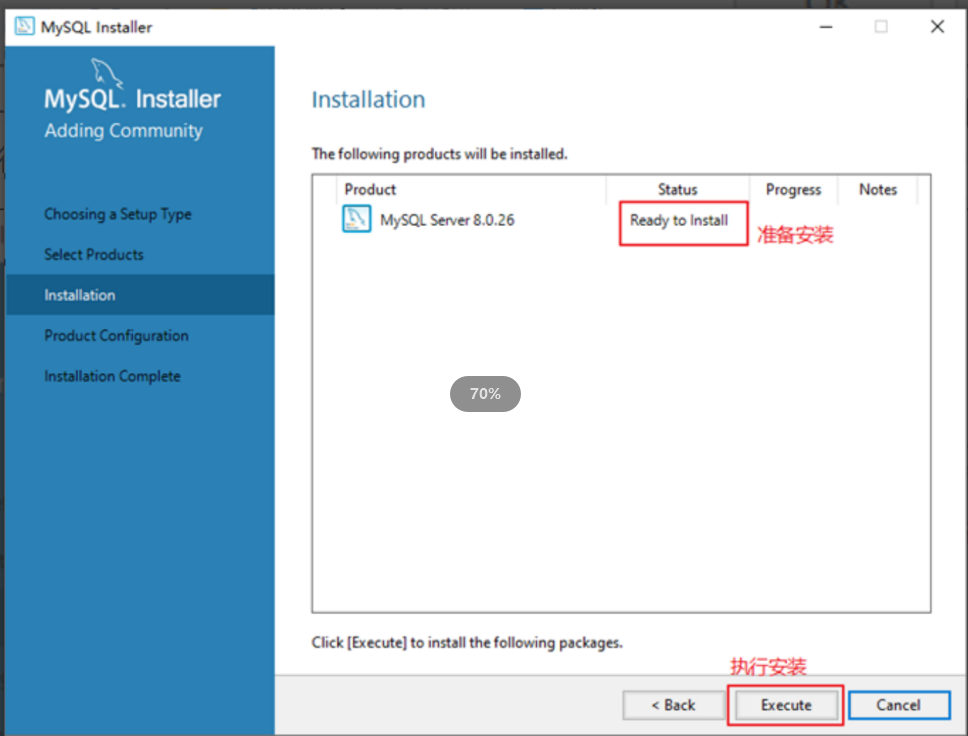 MySQL Installer
MySQL. Installer
Adding Community
Choosing a Setup Type
Select Products
Installation
Product Configuration
Installation Complete
Installation
The following products will be installed.
Product Status Progress Notes
MySQL Server 8.0.26 Ready to Install 准备安装
70%
Click [Execute] to install the following packages.
执行安装
< Back Execute Cancel